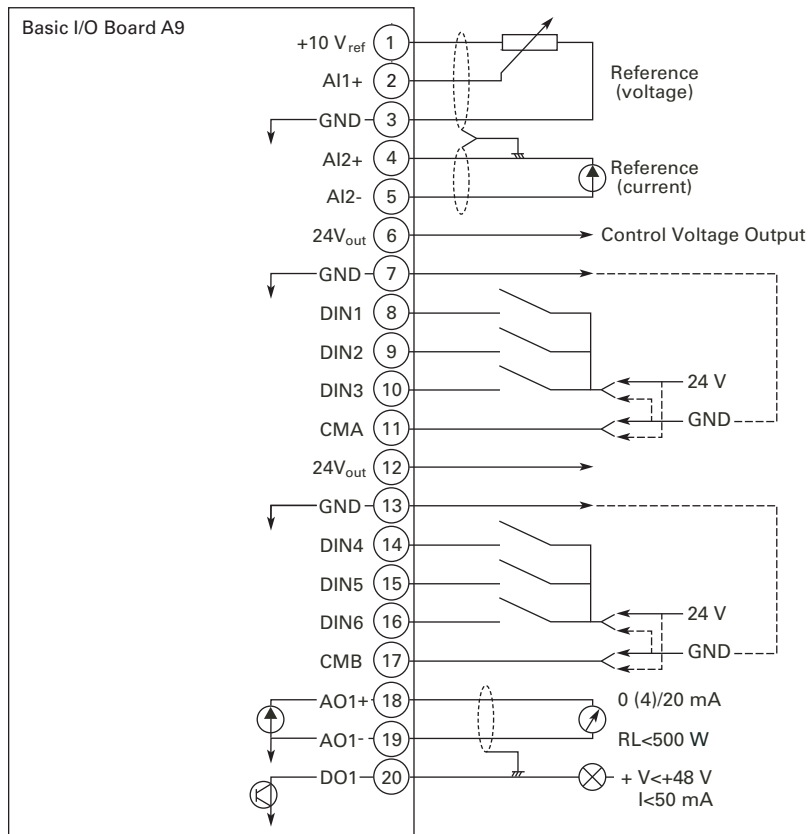 Basic I/O Board A9
+10 Vref 1
AI1+ 2
Reference
(voltage)
GND 3
AI2+ 4
Reference
(current)
AI2- 5
24Vout 6 Control Voltage Output
GND 7
DIN1 8
DIN2 9
DIN3 10
24 V
GND
CMA 11
24Vout 12
GND 13
DIN4 14
DIN5 15
DIN6 16
24 V
GND
CMB 17
AO1+ 18 0 (4)/20 mA
AO1- 19 RL<500 W
DO1 20 + V<+48 V
I<50 mA